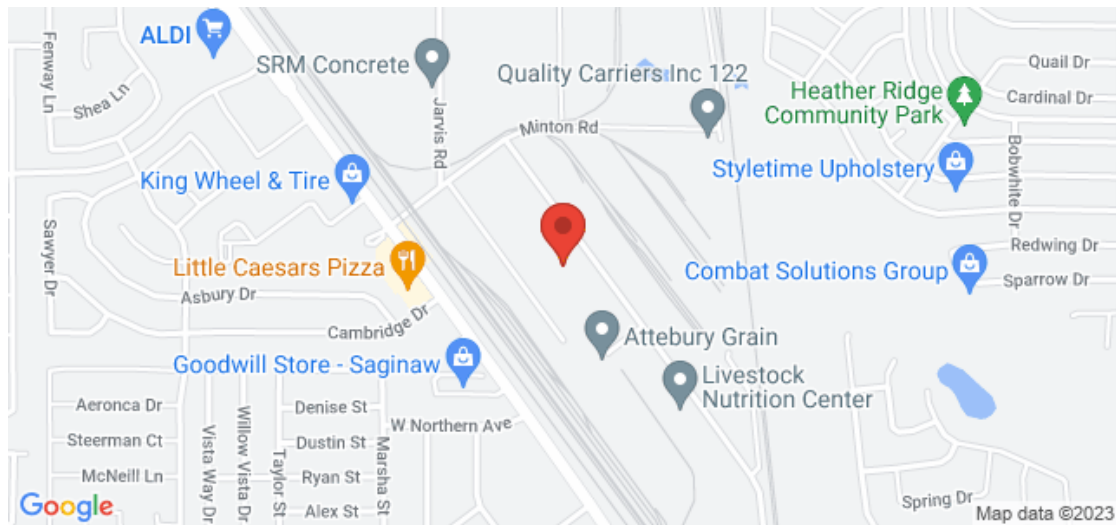 ALDI
Fenway Ln
Shea Ln
SRM Concrete
Jarvis Rd
Quality Carriers Inc 122
Minton Rd
Heather Ridge
Community Park
Quail Dr
Cardinal Dr
Bobwhite Dr
Styletime Upholstery
King Wheel & Tire
Sawyer Dr
Little Caesars Pizza
Asbury Dr
Cambridge Dr
Redwing Dr
Combat Solutions Group
Sparrow Dr
Attebury Grain
Goodwill Store - Saginaw
Livestock
Nutrition Center
Aeronca Dr
Steerman Ct
McNeill Ln
Vista Way Dr
Willow Vista Dr
Taylor St
Denise St
Dustin St
Ryan St
Alex St
Marsha St
W Northern Ave
Spring Dr
Google
Map data ©2023